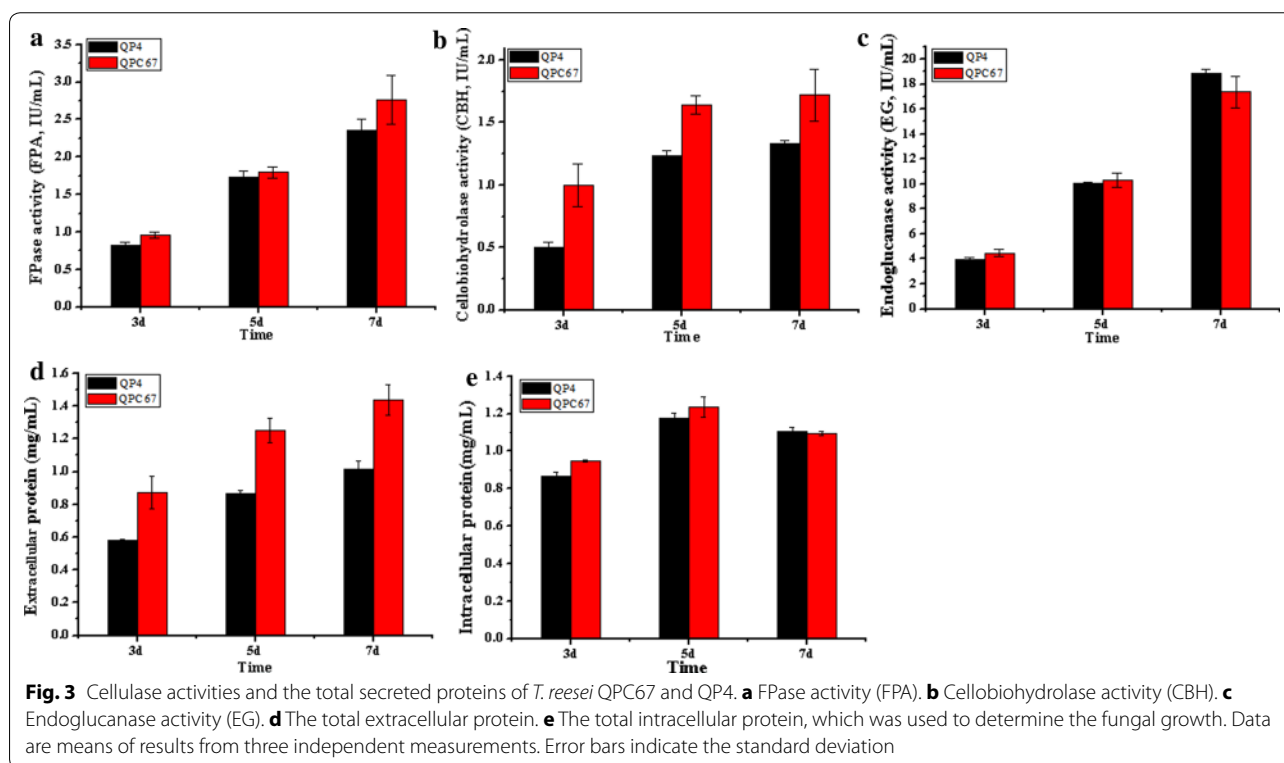 a
3.5
3.0
2.5
2.0
1.5
1.0
0.5
0.0
FPase activity (FPA, IU/mL)
QP4
QPC67
3d
5d
7d
Time
b
2.0
1.5
1.0
0.5
0.0
Cellobiohydrolase activity (CBH, IU/mL)
QP4
QPC67
3d
5d
7d
Time
c
18
16
14
12
10
8
6
4
2
0
Endoglucanase activity (EG, IU/mL)
QP4
QPC67
3d
5d
7d
Time
d
1.6
1.4
1.2
1.0
0.8
0.6
0.4
0.2
0.0
Extracellular protein (mg/mL)
QP4
QPC67
3d
5d
7d
Time
e
1.4
1.2
1.0
0.8
0.6
0.4
0.2
0.0
Intracellular protein(mg/mL)
QP4
QPC67
3d
5d
7d
Time
Fig. 3 Cellulase activities and the total secreted proteins of T. reesei QPC67 and QP4. a FPase activity (FPA). b Cellobiohydrolase activity (CBH). c
Endoglucanase activity (EG). d The total extracellular protein. e The total intracellular protein, which was used to determine the fungal growth. Data
are means of results from three independent measurements. Error bars indicate the standard deviation